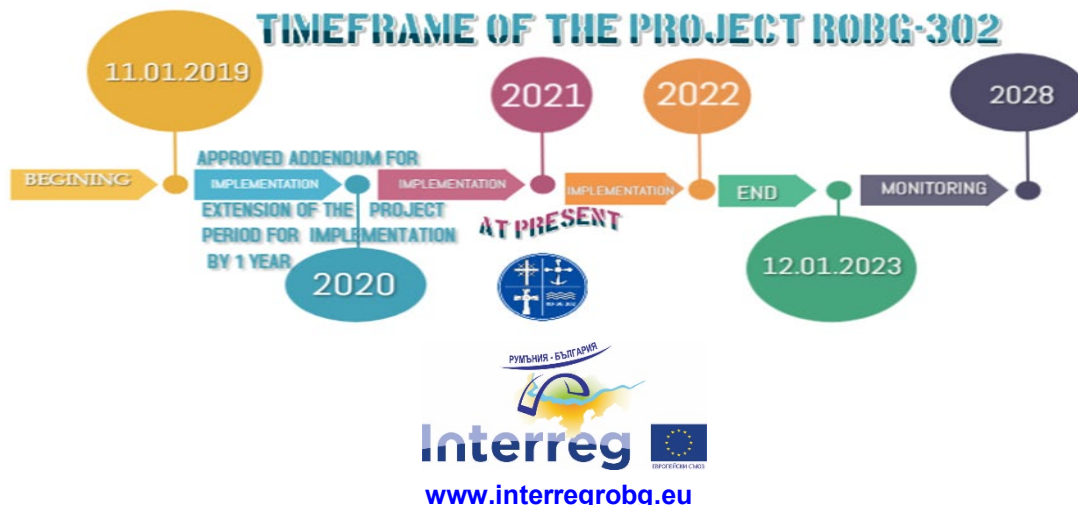 TIMEFRAME OF THE PROJECT ROBG-302
11.01.2019
2021
2022
2028
BEGINING
APPROVED ADDENDUM FOR
IMPLEMENTATION
EXTENSION OF THE PROJECT
PERIOD FOR IMPLEMENTATION
BY 1 YEAR
2020
IMPLEMENTATION
AT PRESENT
IMPLEMENTATION
END
12.01.2023
MONITORING
РУМЪНИЯ - БЪЛГАРИЯ
Interreg
ЕВРОПЕЙСКИ СЪЮЗ
www.interregrobg.eu